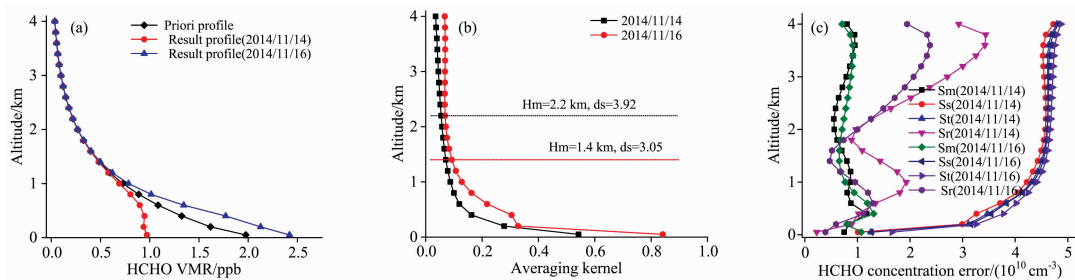 (a)
Priori profile
Result profile(2014/11/14)
Result profile(2014/11/16)
Altitude/km
5
4
3
2
1
0
0 0.5 1.0 1.5 2.0 2.5 3.0
HCHO VMR/ppb
(b)
2014/11/14
2014/11/16
Hm=2.2 km, ds=3.92
Hm=1.4 km, ds=3.05
Altitude/km
4
3
2
1
0
0 0.2 0.4 0.6 0.8 1.0
Averaging kernel
(c)
Sm(2014/11/14)
Ss(2014/11/14)
St(2014/11/14)
Sr(2014/11/14)
Sm(2014/11/16)
Ss(2014/11/16)
St(2014/11/16)
Sr(2014/11/16)
Altitude/km
4
3
2
1
0
0 1 2 3 4 5
HCHO concentration error/(10¹⁰ cm⁻³)